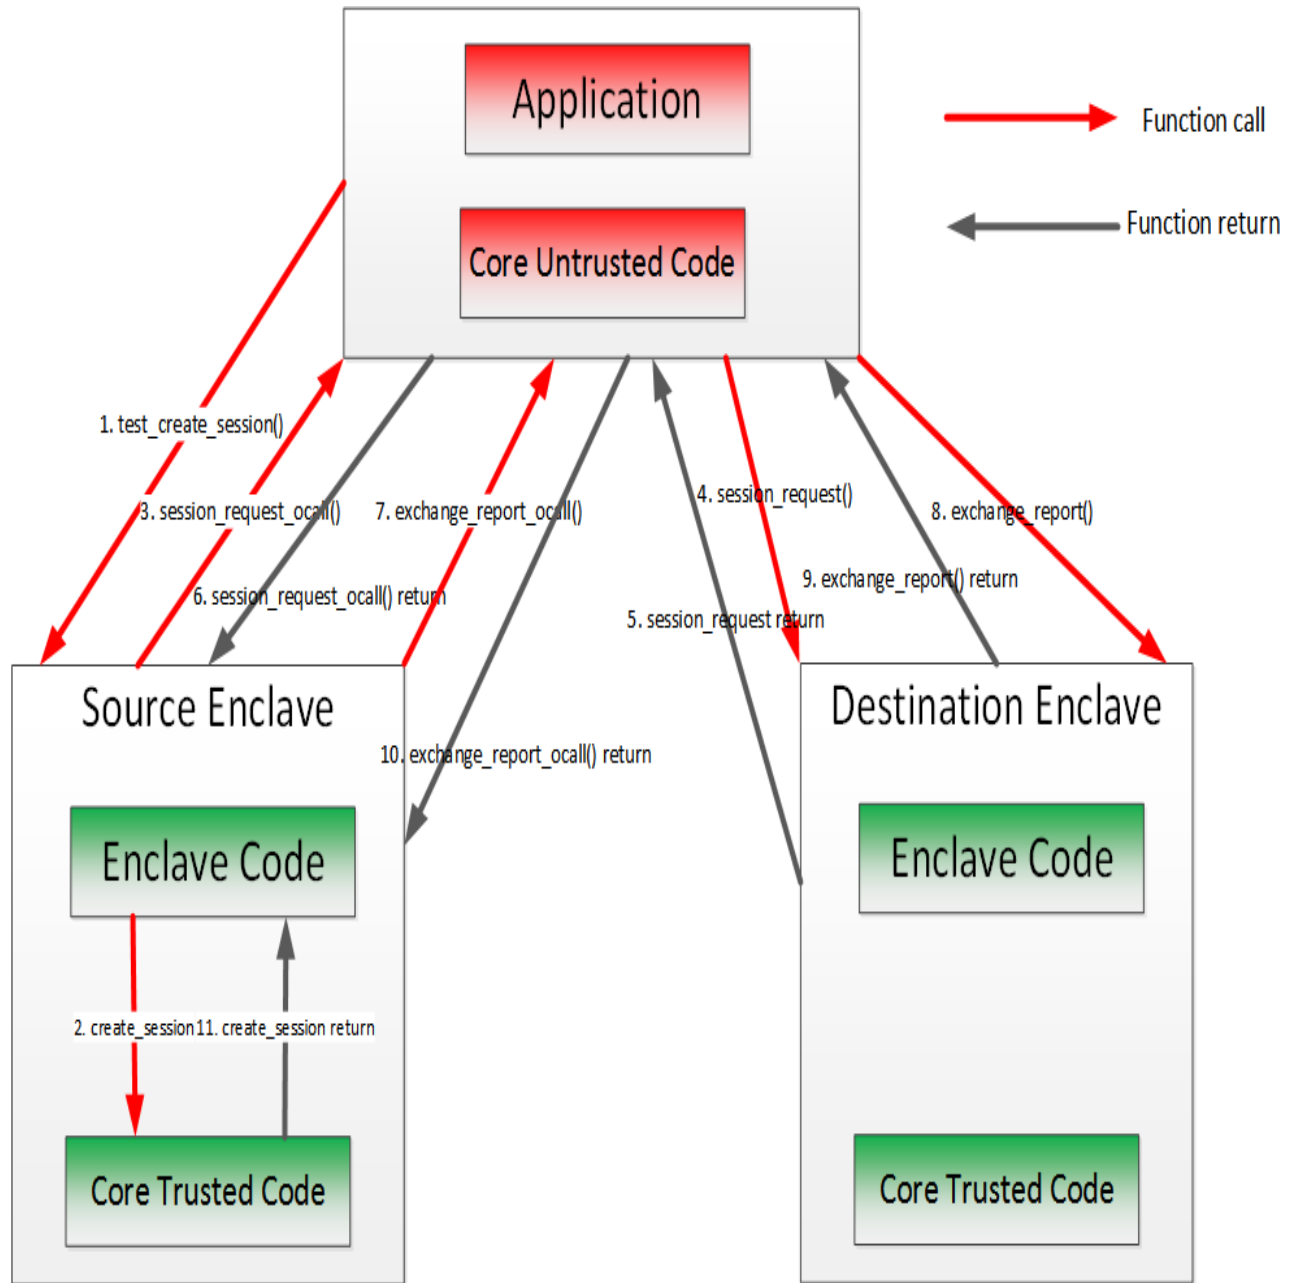 Application
Function call
Function return
Core Untrusted Code
1. test_create_session()
3. session_request_ocall()
7. exchange_report_ocall()
4. session_request()
8. exchange_report()
6. session_request_ocall() return
9. exchange_report() return
5. session_request return
Source Enclave
Destination Enclave
10. exchange_report_ocall() return
Enclave Code
Enclave Code
2. create_session
11. create_session return
Core Trusted Code
Core Trusted Code